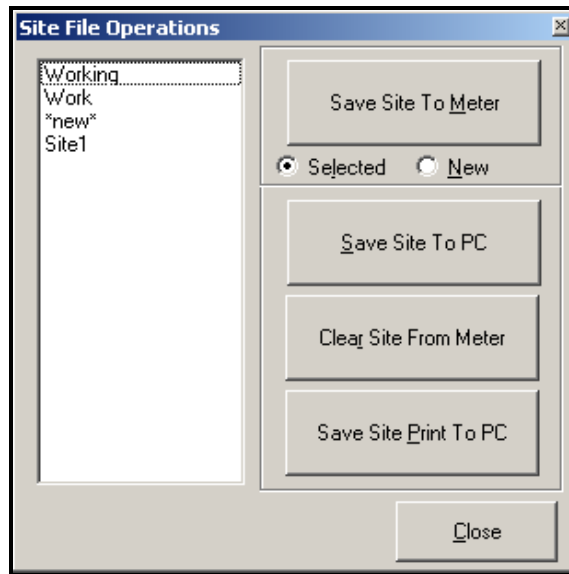 Site File Operations
Working
Work
*new*
Site1
Save Site To Meter
Selected
New
Save Site To PC
Clear Site From Meter
Save Site Print To PC
Close